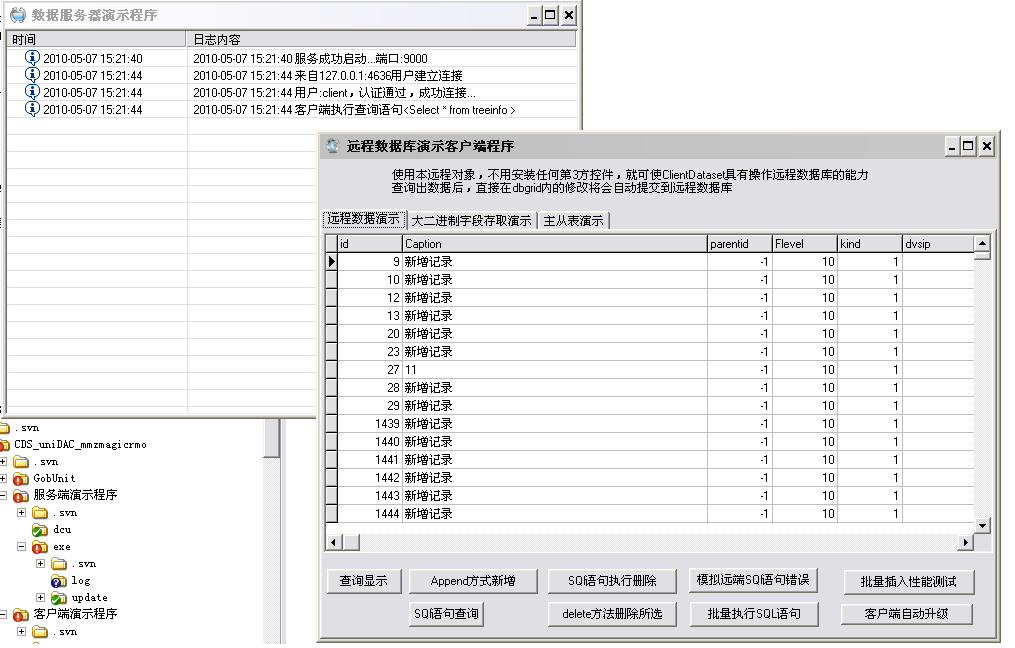 数据服务器演示程序
时间 日志内容
2010-05-07 15:21:40 2010-05-07 15:21:40服务成功启动...端口:9000
2010-05-07 15:21:44 2010-05-07 15:21:44来自127.0.0.1:4636用户建立连接
2010-05-07 15:21:44 2010-05-07 15:21:44用户:client，认证通过，成功连接...
2010-05-07 15:21:44 2010-05-07 15:21:44客户端执行查询语句<Select * from treeinfo >
远程数据库演示客户端程序
使用本远程对象，不用安装任何第3方控件，就可使ClientDataset具有操作远程数据库的能力
查询出数据后，直接在dbgrid内的修改将会自动提交到远程数据库
远程数据演示 大二进制字段存取演示 主从表演示
id Caption parentid Flevel kind dvsip
9 新增记录 -1 10 1
10 新增记录 -1 10 1
12 新增记录 -1 10 1
13 新增记录 -1 10 1
20 新增记录 -1 10 1
23 新增记录 -1 10 1
27 11 -1 10 1
28 新增记录 -1 10 1
29 新增记录 -1 10 1
1439 新增记录 -1 10 1
1440 新增记录 -1 10 1
1441 新增记录 -1 10 1
1442 新增记录 -1 10 1
1443 新增记录 -1 10 1
1444 新增记录 -1 10 1
查询显示 Append方式新增 SQl语句执行删除 模拟远端SQl语句错误 批量插入性能测试
SQl语句查询 delete方法删除所选 批量执行SQL语句 客户端自动升级
.svn
CDS_uniDAC_mmzmagicrmo
.svn
GobUnit
服务端演示程序
.svn
dcu
exe
.svn
log
update
客户端演示程序
.svn